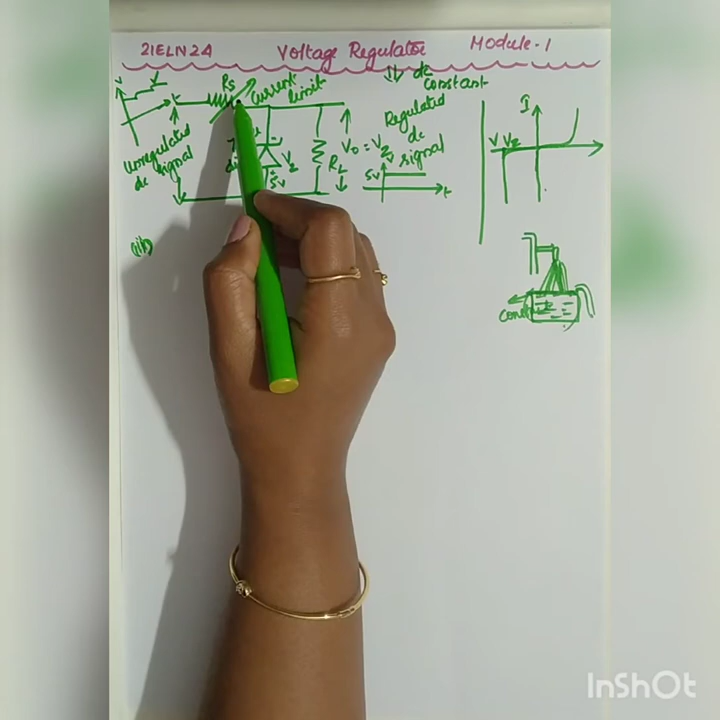 21ELN24 Voltage Regulator Module-1
Rs
Current limit
⇓ dc constant
Unregulated dc signal
Vz
5V
RL
Vo = Vz
Regulated dc signal
5V
t
V
t
I
V Vz
(ii)
InShOt